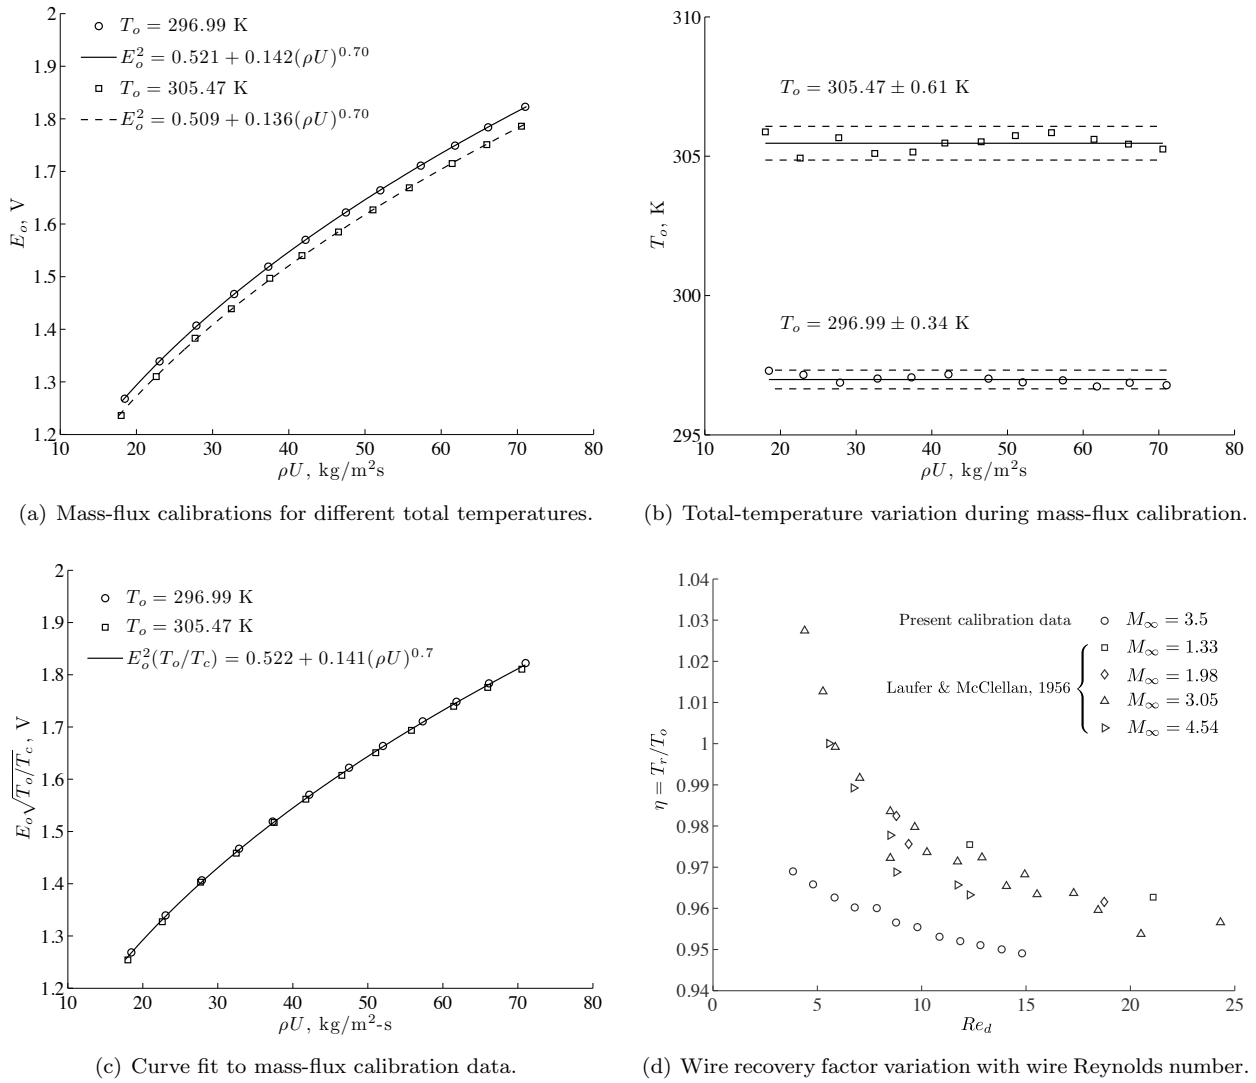 2
1.9
1.8
1.7
1.6
1.5
1.4
1.3
1.2
10 20 30 40 50 60 70 80
E_o, V
ρU, kg/m²s
T_o = 296.99 K
E_o² = 0.521 + 0.142(ρU)^0.70
T_o = 305.47 K
E_o² = 0.509 + 0.136(ρU)^0.70
(a) Mass-flux calibrations for different total temperatures.
310
305
300
295
10 20 30 40 50 60 70 80
T_o, K
ρU, kg/m²s
T_o = 305.47 ± 0.61 K
T_o = 296.99 ± 0.34 K
(b) Total-temperature variation during mass-flux calibration.
2
1.9
1.8
1.7
1.6
1.5
1.4
1.3
1.2
10 20 30 40 50 60 70 80
E_o√T_o/T_c, V
ρU, kg/m²-s
T_o = 296.99 K
T_o = 305.47 K
E_o²(T_o/T_c) = 0.522 + 0.141(ρU)^0.7
(c) Curve fit to mass-flux calibration data.
1.04
1.03
1.02
1.01
1
0.99
0.98
0.97
0.96
0.95
0.94
0 5 10 15 20 25
η = T_r/T_o
Re_d
Present calibration data M_∞ = 3.5
M_∞ = 1.33
M_∞ = 1.98
Laufer & McClellan, 1956
M_∞ = 3.05
M_∞ = 4.54
(d) Wire recovery factor variation with wire Reynolds number.